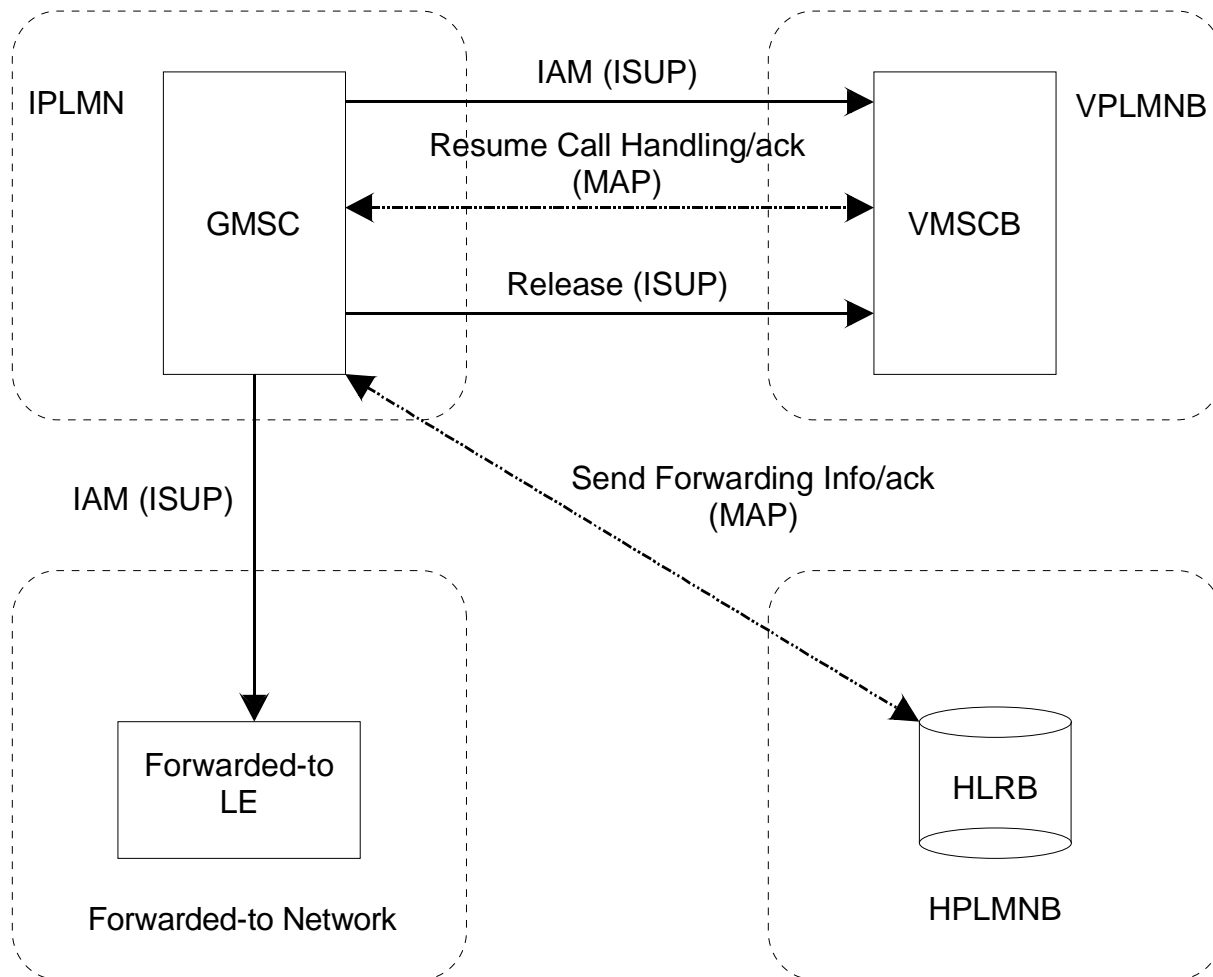 IAM (ISUP)
IPLMN
VPLMNB
Resume Call Handling/ack
(MAP)
GMSC
VMSCB
Release (ISUP)
Send Forwarding Info/ack
(MAP)
IAM (ISUP)
Forwarded-to
LE
HLRB
Forwarded-to Network
HPLMNB